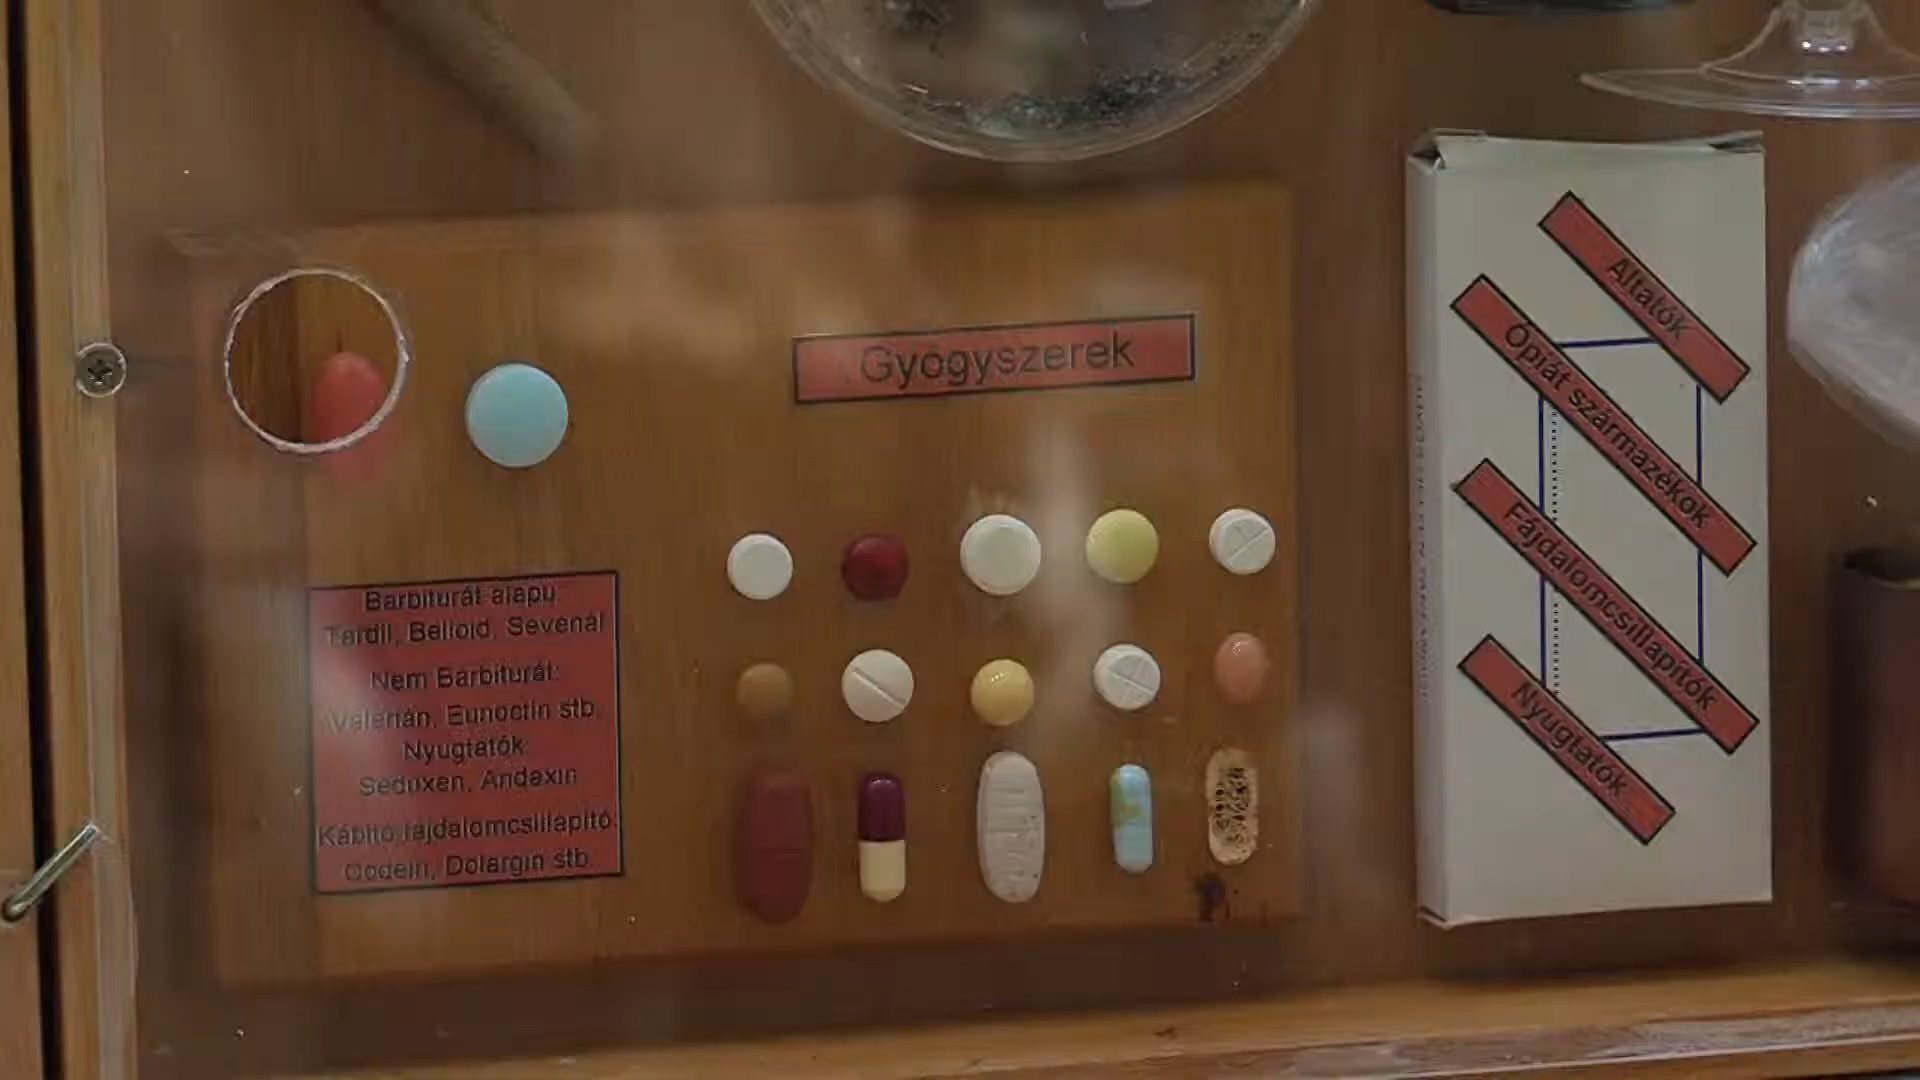 Gyógyszerek
Barbiturát alapú:
Tardil, Belloid, Sevenal
Nem Barbiturát:
Valerián, Eunoctin stb.
Nyugtatók:
Seduxen, Andaxin
Kábító fájdalomcsillapító:
Codein, Dolargin stb.
Altatók
Ópiát származékok
Fájdalomcsillapítók
Nyugtatók